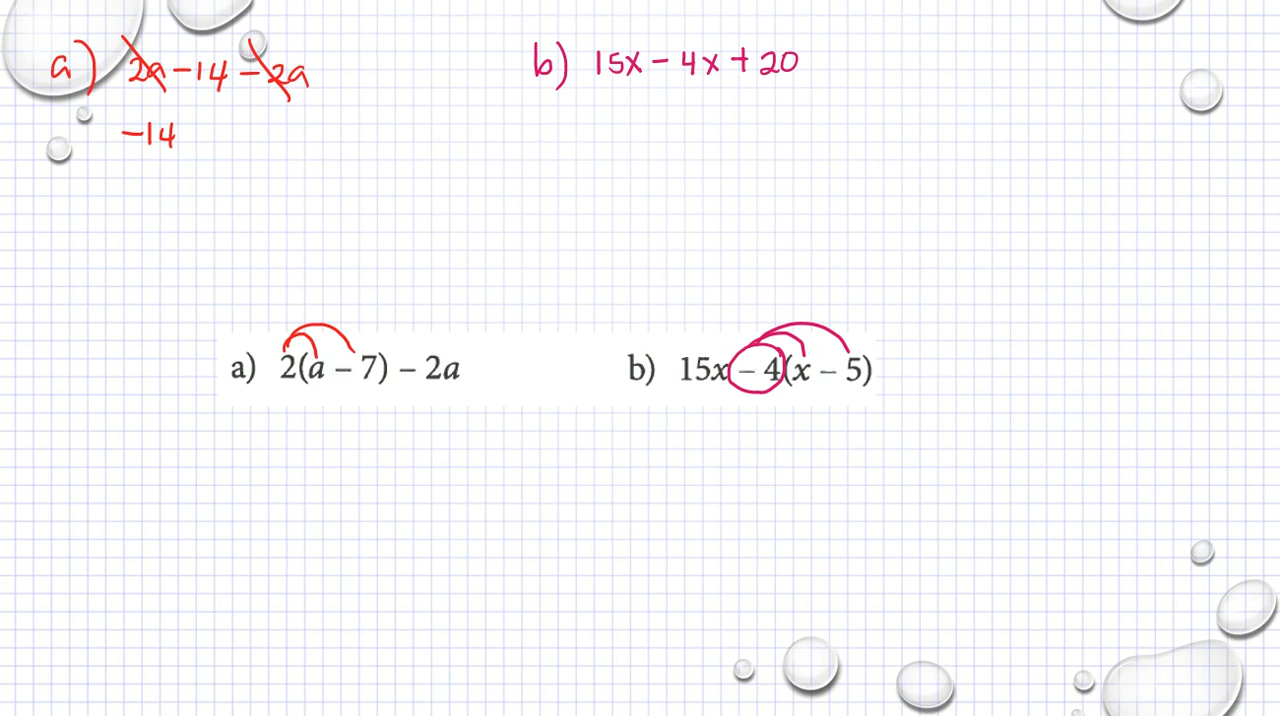 a) 2a - 14 - 2a
-14
b) 15x - 4x + 20
a) 2(a – 7) – 2a
b) 15x – 4(x – 5)